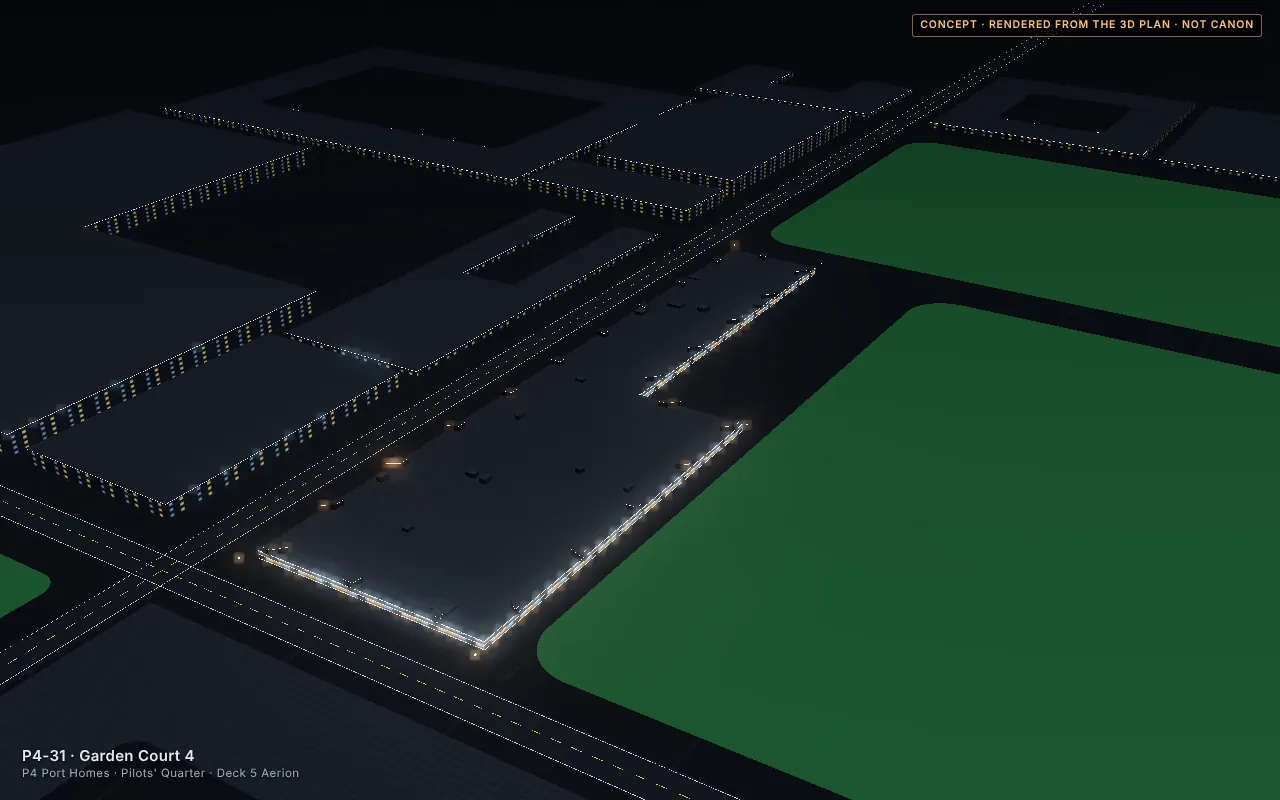 CONCEPT · RENDERED FROM THE 3D PLAN · NOT CANON
P4-31 · Garden Court 4
P4 Port Homes · Pilots' Quarter · Deck 5 Aerion